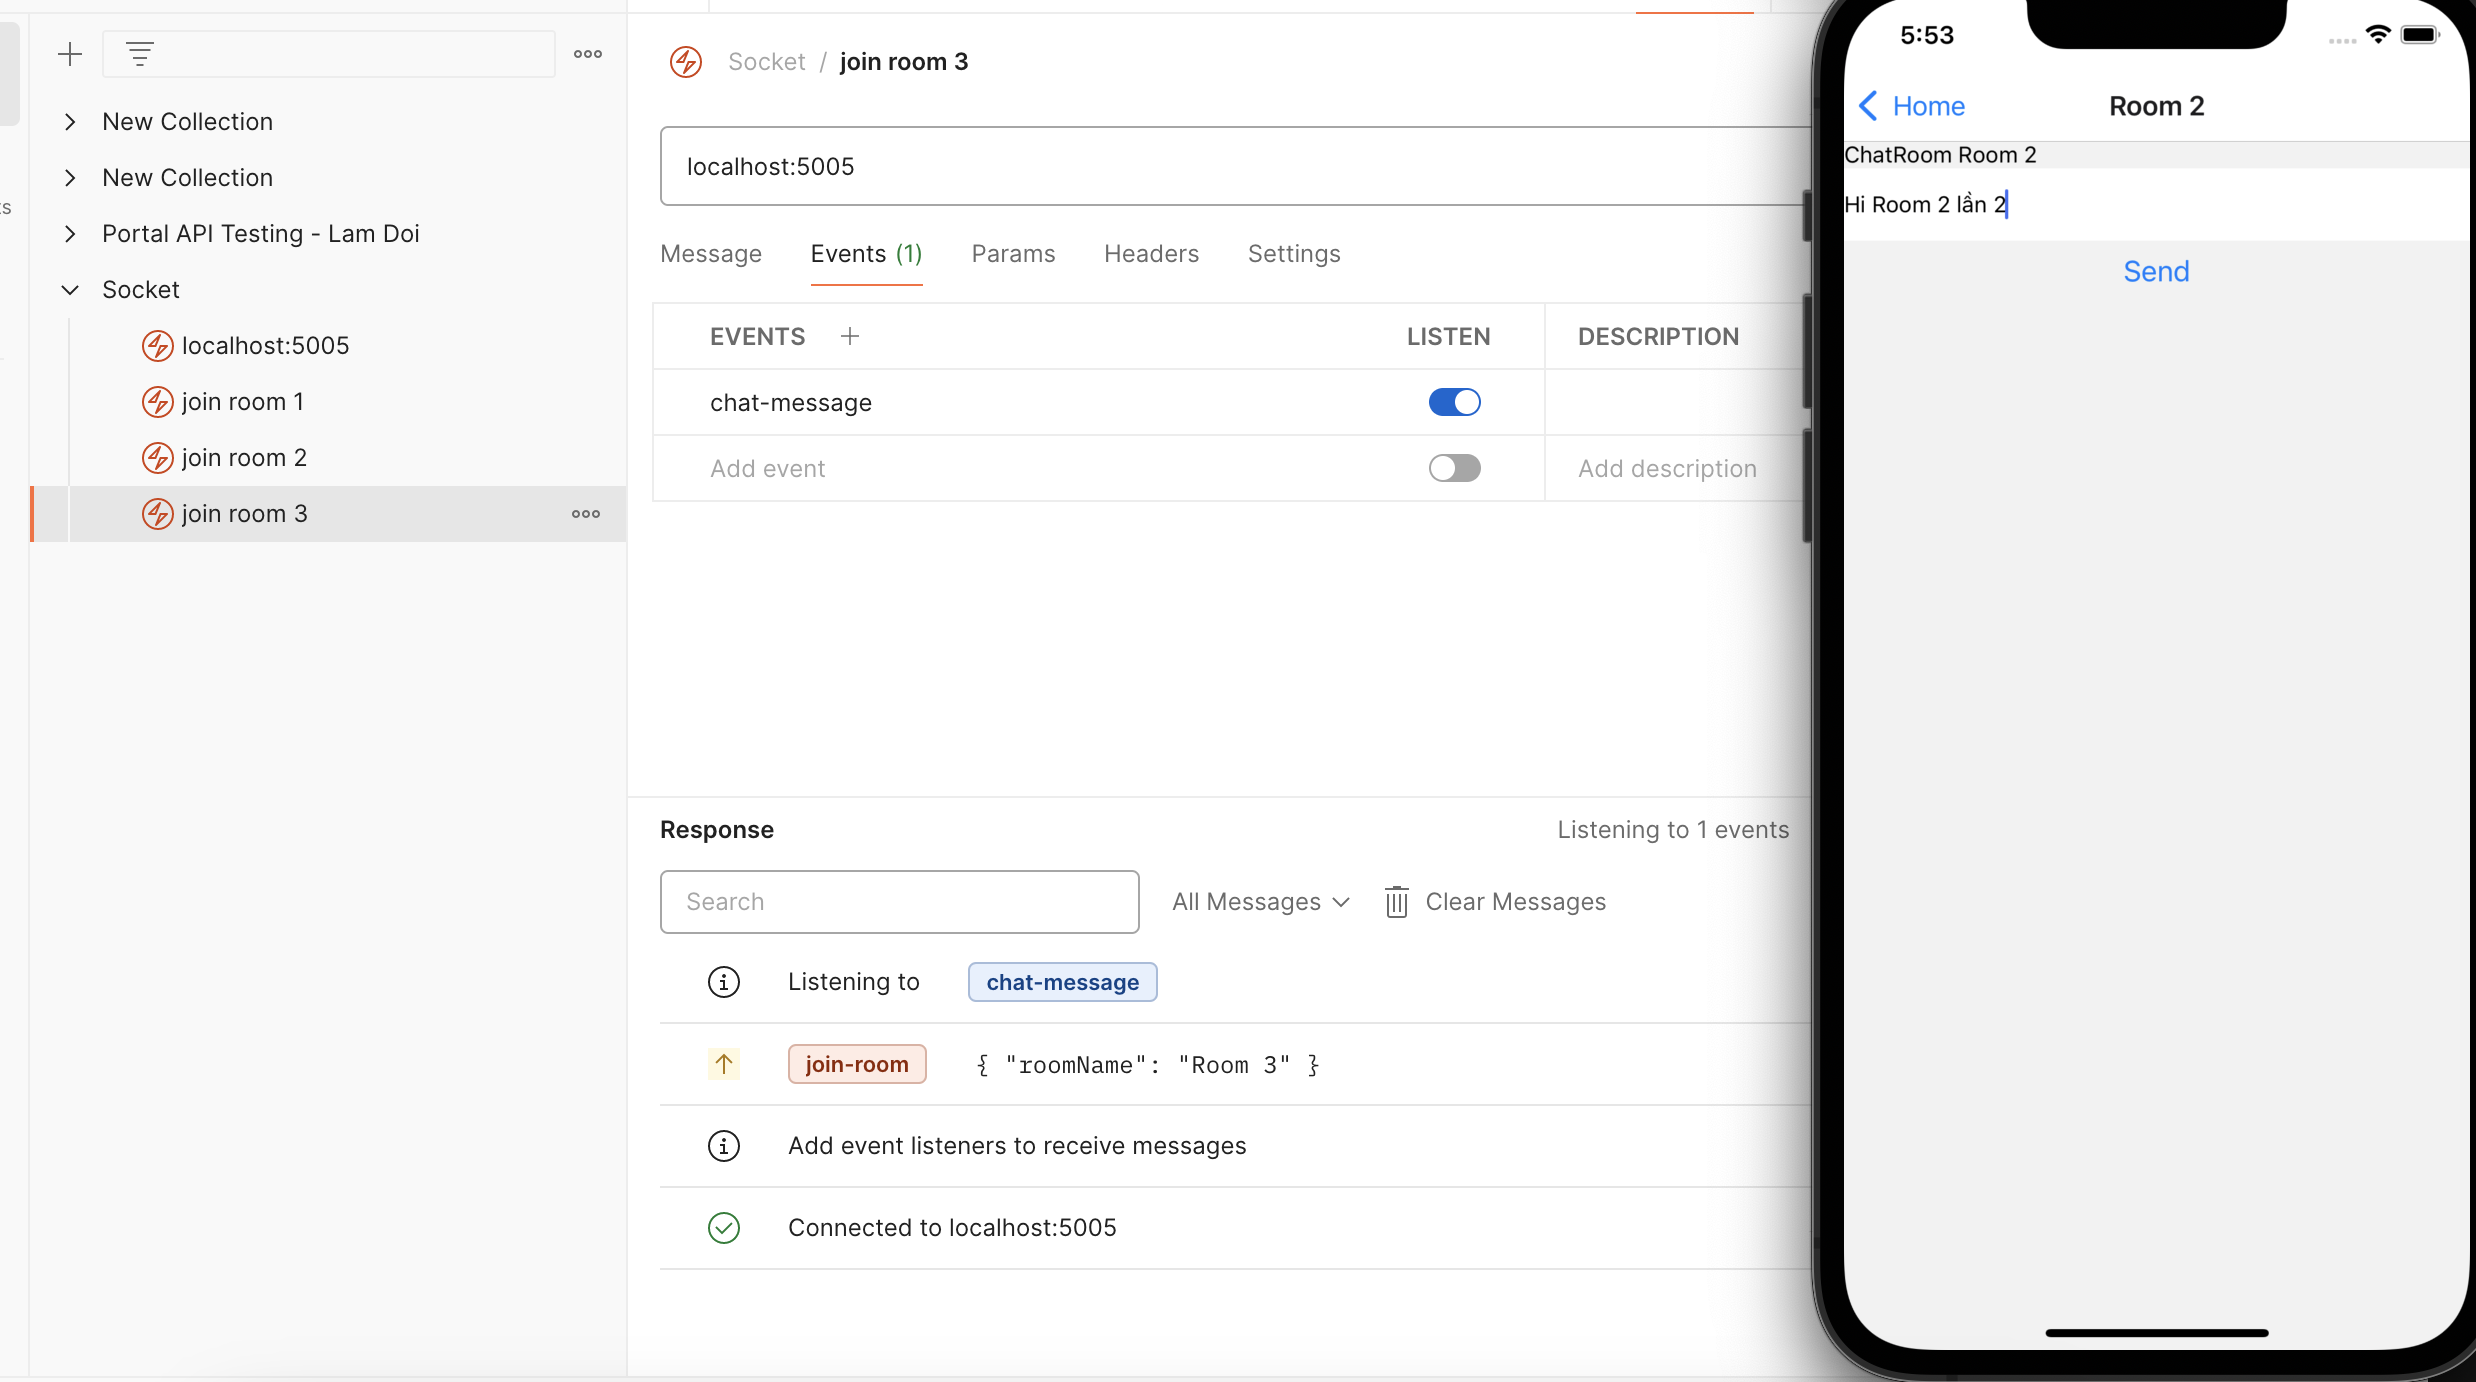 New Collection
New Collection
Portal API Testing - Lam Doi
Socket
localhost:5005
join room 1
join room 2
join room 3
Socket / join room 3
localhost:5005
Message Events (1) Params Headers Settings
EVENTS LISTEN DESCRIPTION
chat-message
Add event Add description
Response Listening to 1 events
Search All Messages Clear Messages
Listening to chat-message
join-room { "roomName": "Room 3" }
Add event listeners to receive messages
Connected to localhost:5005
5:53
Home Room 2
ChatRoom Room 2
Hi Room 2 lần 2
Send